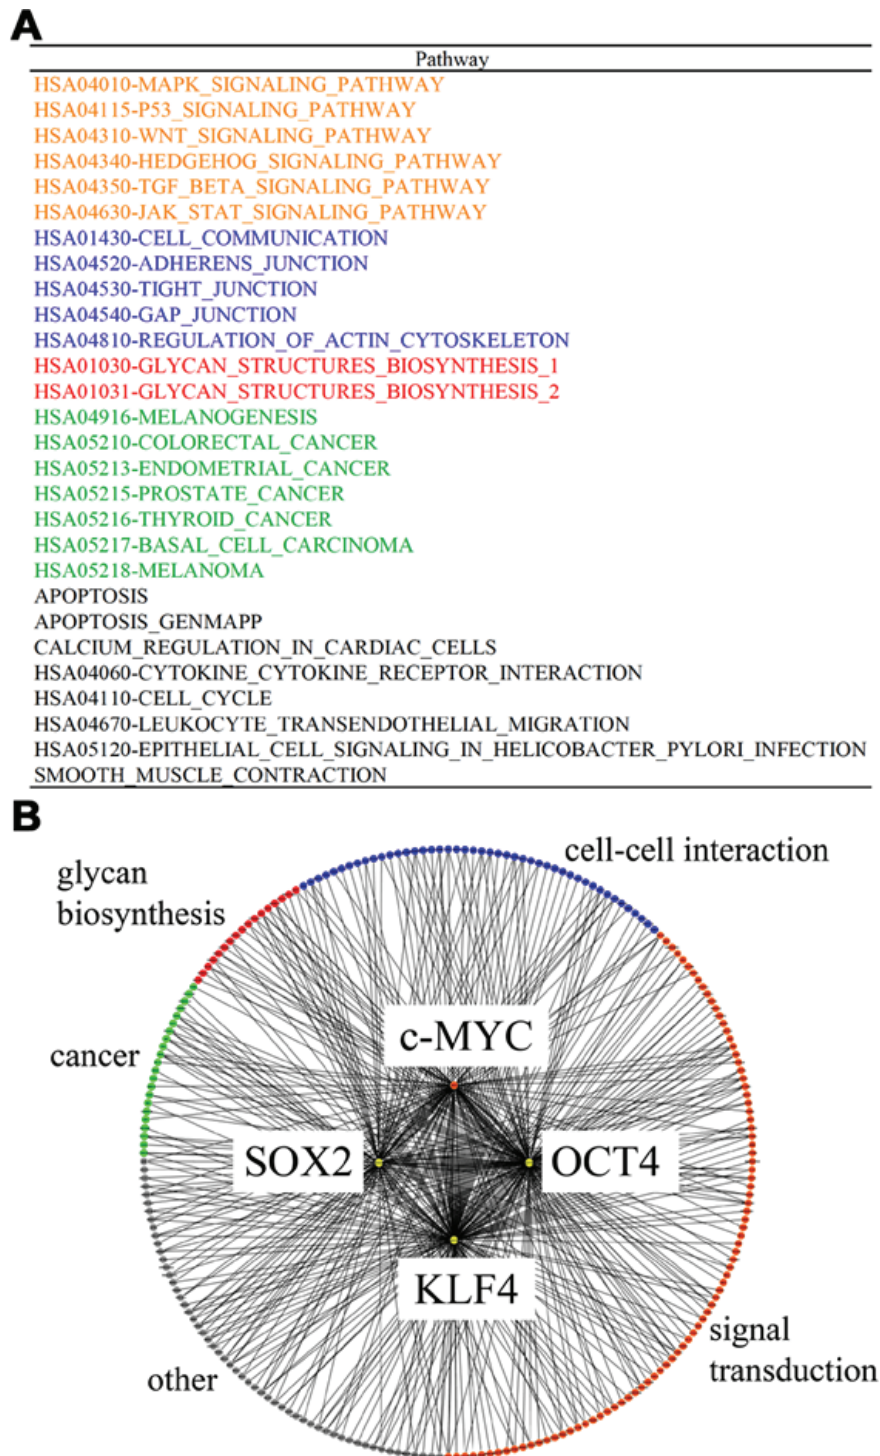 A
Pathway
HSA04010-MAPK_SIGNALING_PATHWAY
HSA04115-P53_SIGNALING_PATHWAY
HSA04310-WNT_SIGNALING_PATHWAY
HSA04340-HEDGEHOG_SIGNALING_PATHWAY
HSA04350-TGF_BETA_SIGNALING_PATHWAY
HSA04630-JAK_STAT_SIGNALING_PATHWAY
HSA01430-CELL_COMMUNICATION
HSA04520-ADHERENS_JUNCTION
HSA04530-TIGHT_JUNCTION
HSA04540-GAP_JUNCTION
HSA04810-REGULATION_OF_ACTIN_CYTOSKELETON
HSA01030-GLYCAN_STRUCTURES_BIOSYNTHESIS_1
HSA01031-GLYCAN_STRUCTURES_BIOSYNTHESIS_2
HSA04916-MELANOGENESIS
HSA05210-COLORECTAL_CANCER
HSA05213-ENDOMETRIAL_CANCER
HSA05215-PROSTATE_CANCER
HSA05216-THYROID_CANCER
HSA05217-BASAL_CELL_CARCINOMA
HSA05218-MELANOMA
APOPTOSIS
APOPTOSIS_GENMAPP
CALCIUM_REGULATION_IN_CARDIAC_CELLS
HSA04060-CYTOKINE_CYTOKINE_RECEPTOR_INTERACTION
HSA04110-CELL_CYCLE
HSA04670-LEUKOCYTE_TRANSENDOTHELIAL_MIGRATION
HSA05120-EPITHELIAL_CELL_SIGNALING_IN_HELICOBACTER_PYLORI_INFECTION
SMOOTH_MUSCLE_CONTRACTION
B
cell-cell interaction
glycan
biosynthesis
c-MYC
cancer
SOX2
OCT4
KLF4
signal
transduction
other